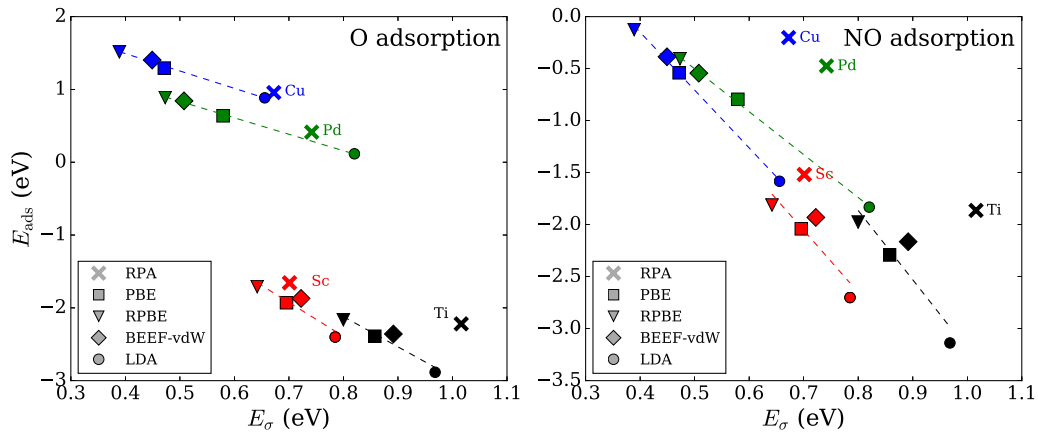 O adsorption
E_ads (eV)
2
1
0
−1
−2
−3
Cu
Pd
Sc
Ti
RPA
PBE
RPBE
BEEF-vdW
LDA
0.3 0.4 0.5 0.6 0.7 0.8 0.9 1.0 1.1
E_σ (eV)
NO adsorption
0.0
−0.5
−1.0
−1.5
−2.0
−2.5
−3.0
−3.5
Cu
Pd
Sc
Ti
RPA
PBE
RPBE
BEEF-vdW
LDA
0.3 0.4 0.5 0.6 0.7 0.8 0.9 1.0 1.1
E_σ (eV)